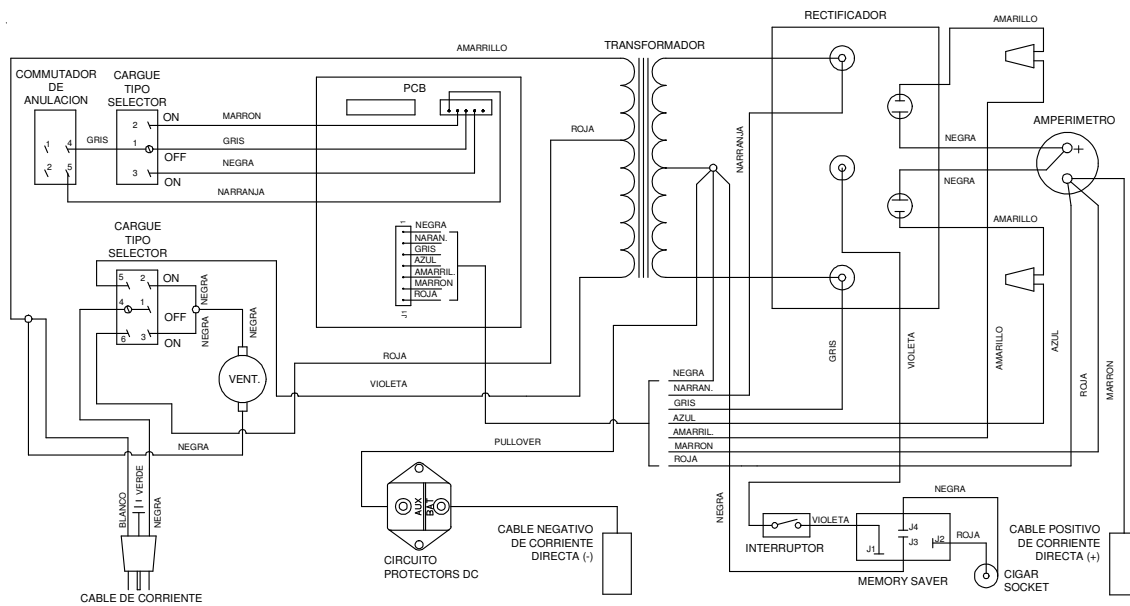 RECTIFICADOR
AMARILLO
AMARRILLO
TRANSFORMADOR
COMMUTADOR
DE
ANULACION
CARGUE
TIPO
SELECTOR
PCB
ON
2
MARRON
1
4
GRIS
1
GRIS
OFF
2
5
3
NEGRA
ON
NARRANJA
ROJA
NARRANJA
NEGRA
AMPERIMETRO
+
NEGRA
AMARILLO
CARGUE
TIPO
SELECTOR
5
2
ON
4
1
OFF
6
3
ON
NEGRA
NEGRA
NEGRA
VENT.
J1
1
NEGRA
NARAN.
GRIS
AZUL
AMARRIL.
MARRON
ROJA
ROJA
VIOLETA
GRIS
VIOLETA
AMARILLO
AZUL
ROJA
MARRON
NEGRA
NARRAN.
GRIS
AZUL
AMARRIL.
MARRON
ROJA
NEGRA
PULLOVER
BLANCO
VERDE
NEGRA
CABLE DE CORRIENTE
AUX
BAT
CIRCUITO
PROTECTORS DC
CABLE NEGATIVO
DE CORRIENTE
DIRECTA (-)
NEGRA
INTERRUPTOR
VIOLETA
NEGRA
J4
J3
J1
J2
ROJA
MEMORY SAVER
CIGAR
SOCKET
CABLE POSITIVO
DE CORRIENTE
DIRECTA (+)